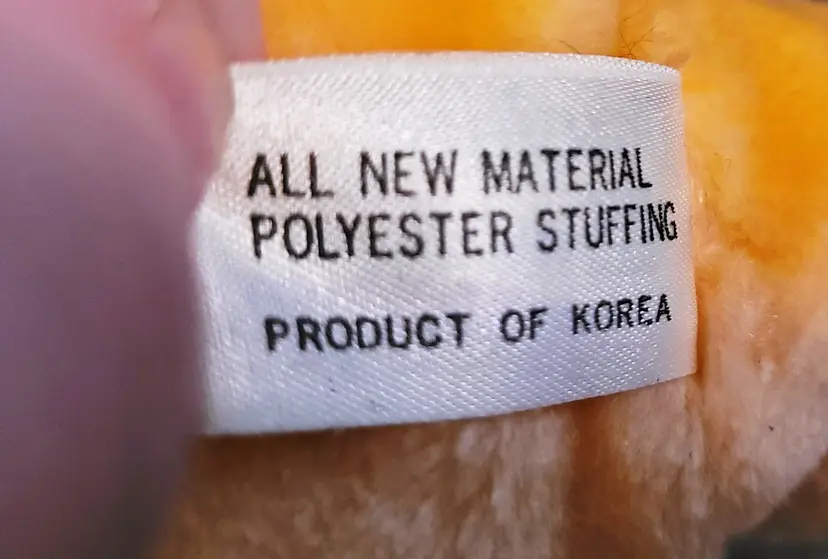 ALL NEW MATERIAL
POLYESTER STUFFING
PRODUCT OF KOREA